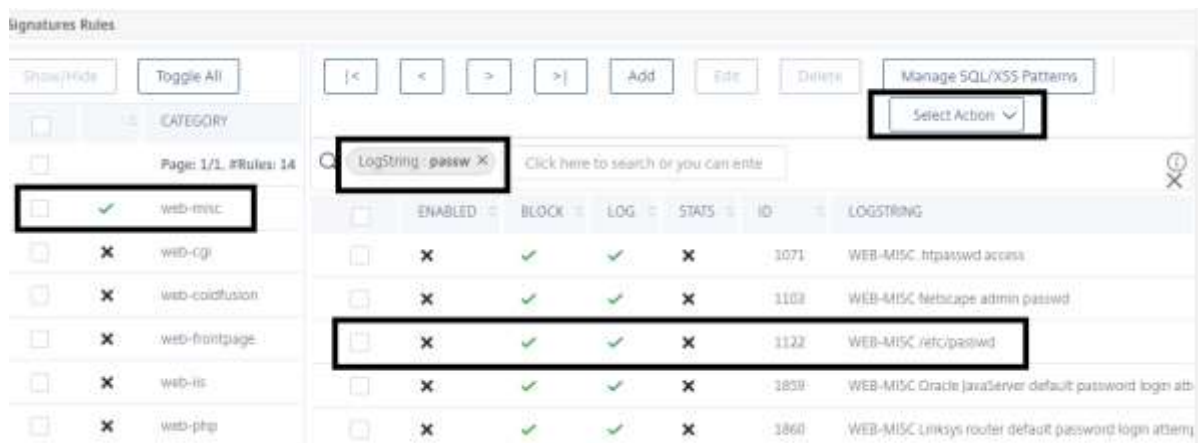 Signatures Rules
Show/Hide Toggle All |< < > >| Add Edit Delete Manage SQL/XSS Patterns
Select Action
CATEGORY
Page: 1/1, #Rules: 14
LogString : passw × Click here to search or you can ente
ENABLED BLOCK LOG STATS ID LOGSTRING
web-misc
web-cgi 1071 WEB-MISC .htpasswd access
web-coldfusion 1103 WEB-MISC Netscape admin passwd
web-frontpage 1122 WEB-MISC /etc/passwd
web-iis 1859 WEB-MISC Oracle JavaServer default password login att
web-php 1860 WEB-MISC Linksys router default password login attemp